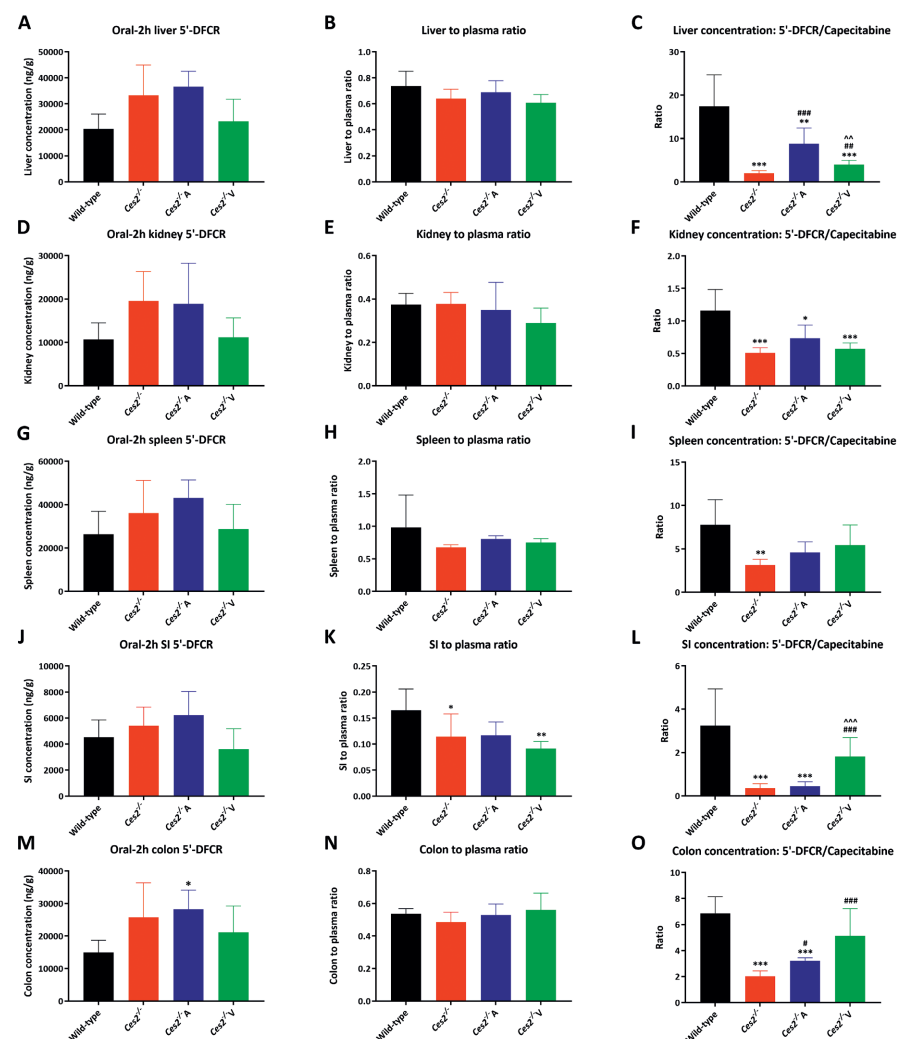 A
Oral-2h liver 5'-DFCR
Liver concentration (ng/g)
50000
40000
30000
20000
10000
0
Wild-type
Ces2-/-
Ces2-/- A
Ces2-/- V
B
Liver to plasma ratio
Liver to plasma ratio
1.0
0.8
0.6
0.4
0.2
0.0
Wild-type
Ces2-/-
Ces2-/- A
Ces2-/- V
C
Liver concentration: 5'-DFCR/Capecitabine
Ratio
30
20
10
0
***
###
**
^^
##
***
Wild-type
Ces2-/-
Ces2-/- A
Ces2-/- V
D
Oral-2h kidney 5'-DFCR
Kidney concentration (ng/g)
30000
20000
10000
0
Wild-type
Ces2-/-
Ces2-/- A
Ces2-/- V
E
Kidney to plasma ratio
Kidney to plasma ratio
0.6
0.4
0.2
0.0
Wild-type
Ces2-/-
Ces2-/- A
Ces2-/- V
F
Kidney concentration: 5'-DFCR/Capecitabine
Ratio
2.0
1.5
1.0
0.5
0.0
***
*
***
Wild-type
Ces2-/-
Ces2-/- A
Ces2-/- V
G
Oral-2h spleen 5'-DFCR
Spleen concentration (ng/g)
60000
40000
20000
0
Wild-type
Ces2-/-
Ces2-/- A
Ces2-/- V
H
Spleen to plasma ratio
Spleen to plasma ratio
2.0
1.5
1.0
0.5
0.0
Wild-type
Ces2-/-
Ces2-/- A
Ces2-/- V
I
Spleen concentration: 5'-DFCR/Capecitabine
Ratio
15
10
5
0
**
Wild-type
Ces2-/-
Ces2-/- A
Ces2-/- V
J
Oral-2h SI 5'-DFCR
SI concentration (ng/g)
10000
8000
6000
4000
2000
0
Wild-type
Ces2-/-
Ces2-/- A
Ces2-/- V
K
SI to plasma ratio
SI to plasma ratio
0.25
0.20
0.15
0.10
0.05
0.00
*
**
Wild-type
Ces2-/-
Ces2-/- A
Ces2-/- V
L
SI concentration: 5'-DFCR/Capecitabine
Ratio
6
4
2
0
***
***
^^^
###
Wild-type
Ces2-/-
Ces2-/- A
Ces2-/- V
M
Oral-2h colon 5'-DFCR
Colon concentration (ng/g)
40000
30000
20000
10000
0
*
Wild-type
Ces2-/-
Ces2-/- A
Ces2-/- V
N
Colon to plasma ratio
Colon to plasma ratio
0.8
0.6
0.4
0.2
0.0
Wild-type
Ces2-/-
Ces2-/- A
Ces2-/- V
O
Colon concentration: 5'-DFCR/Capecitabine
Ratio
10
8
6
4
2
0
***
#
***
###
Wild-type
Ces2-/-
Ces2-/- A
Ces2-/- V